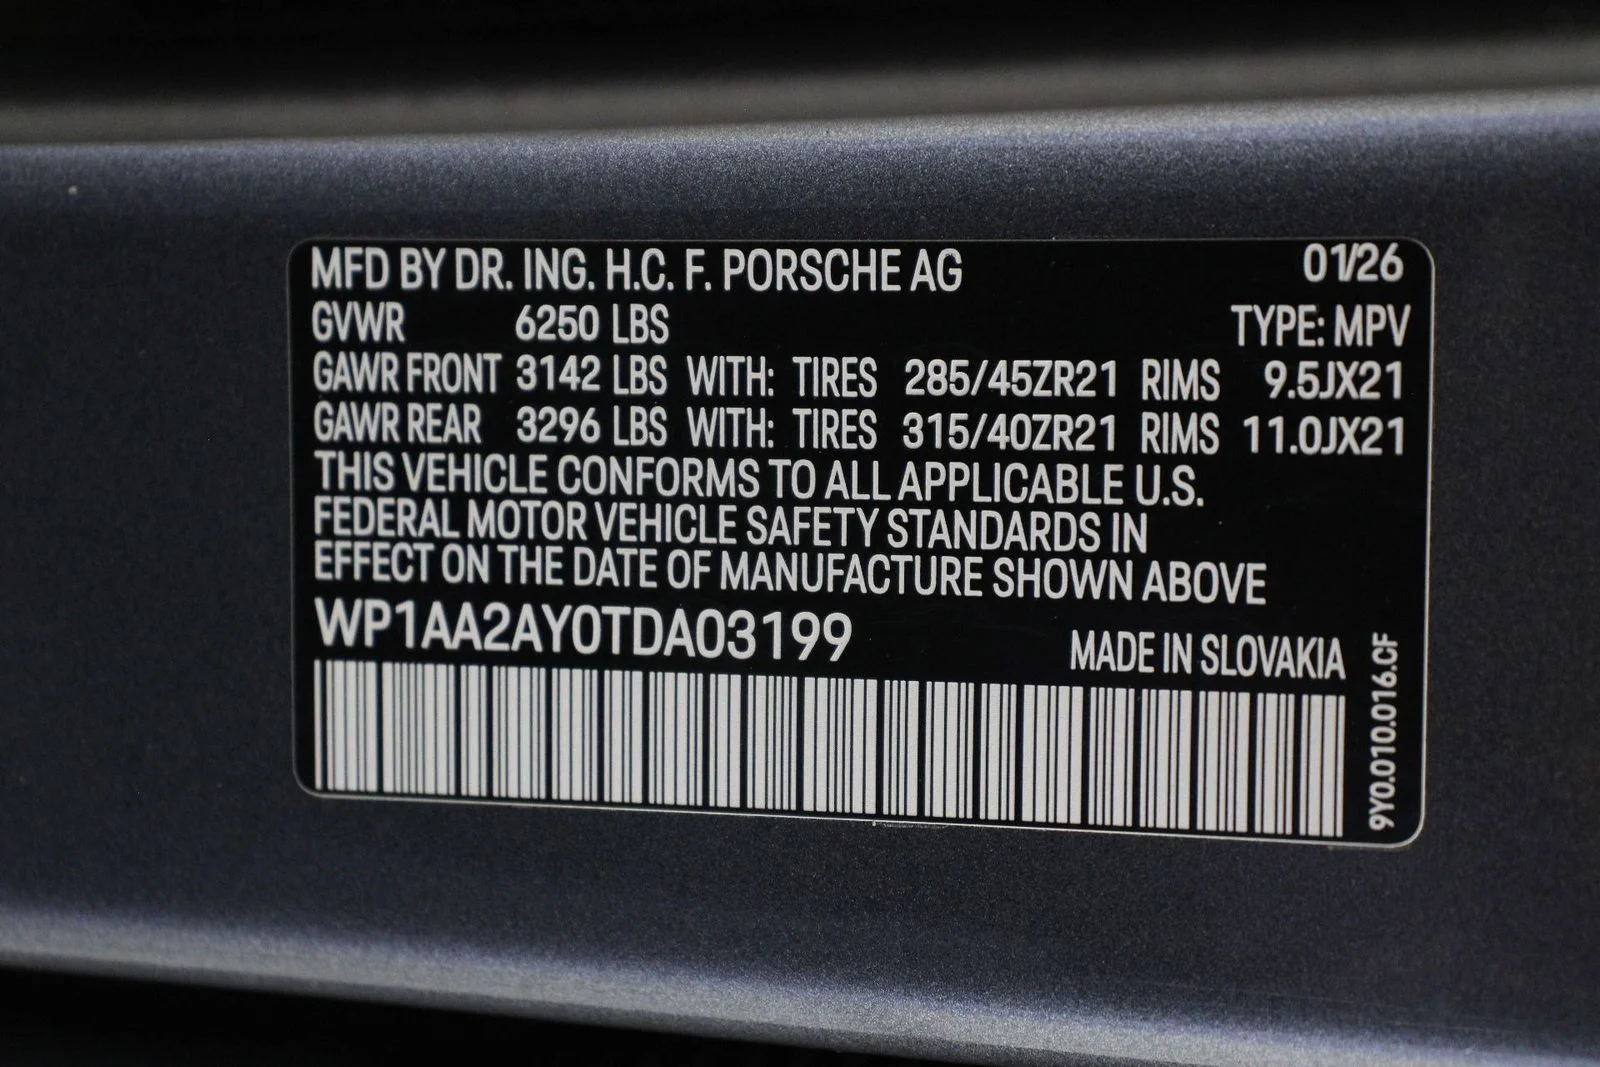 MFD BY DR. ING. H.C. F. PORSCHE AG 01/26
GVWR 6250 LBS TYPE: MPV
GAWR FRONT 3142 LBS WITH: TIRES 285/45ZR21 RIMS 9.5JX21
GAWR REAR 3296 LBS WITH: TIRES 315/40ZR21 RIMS 11.0JX21
THIS VEHICLE CONFORMS TO ALL APPLICABLE U.S.
FEDERAL MOTOR VEHICLE SAFETY STANDARDS IN
EFFECT ON THE DATE OF MANUFACTURE SHOWN ABOVE
WP1AA2AY0TDA03199 MADE IN SLOVAKIA
9Y0.010.016.CF